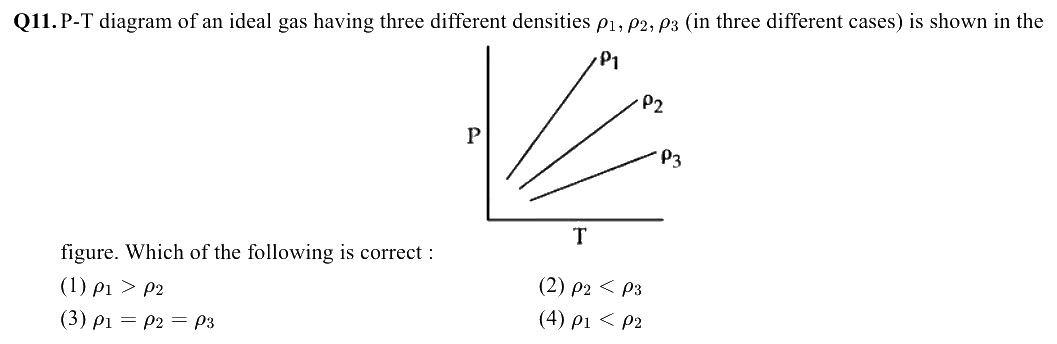 Q11. P-T diagram of an ideal gas having three different densities ρ₁, ρ₂, ρ₃ (in three different cases) is shown in the
ρ1
ρ2
P
ρ3
T
figure. Which of the following is correct :
(1) ρ₁ > ρ₂ (2) ρ₂ < ρ₃
(3) ρ₁ = ρ₂ = ρ₃ (4) ρ₁ < ρ₂